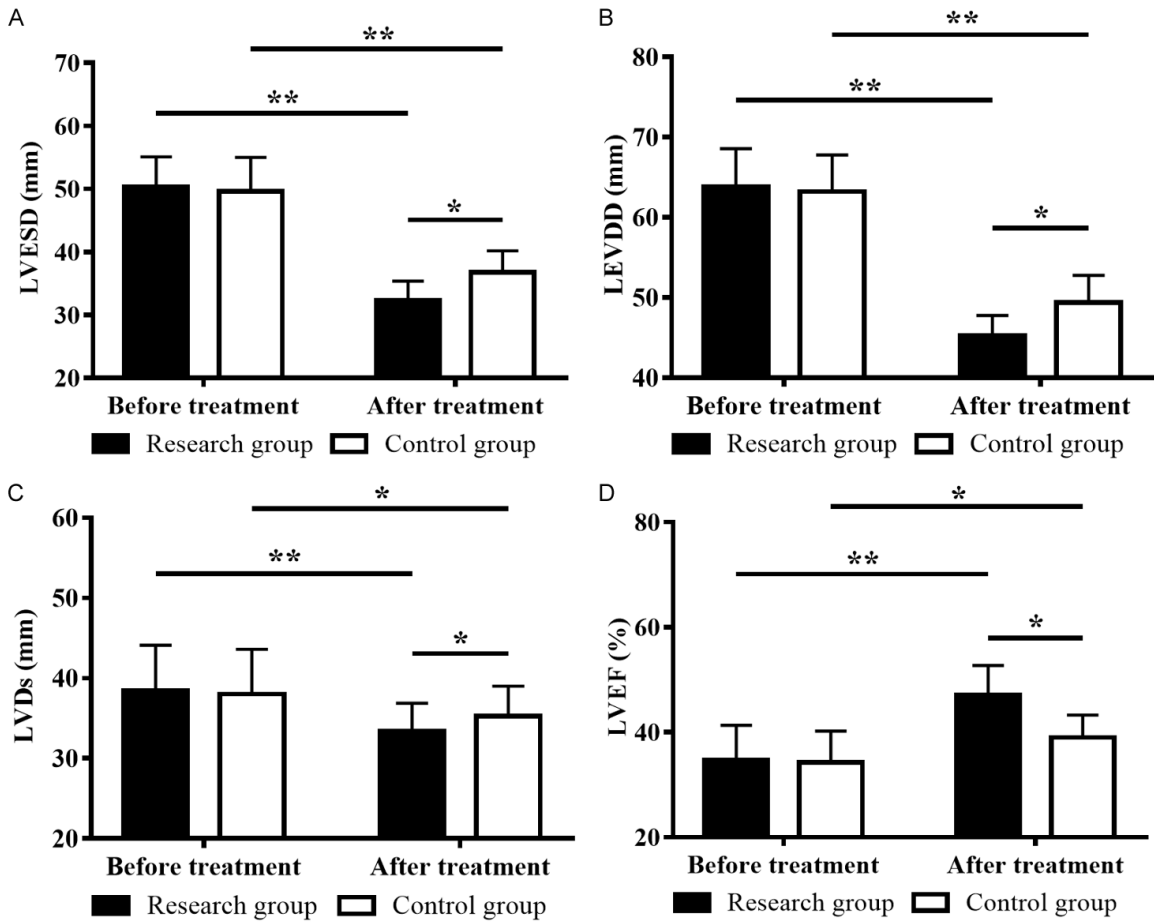 A
**
70
**
60
LVESD (mm)
50
*
40
30
20
Before treatment After treatment
Research group Control group
B
**
80
**
70
LEVDD (mm)
60
*
50
40
Before treatment After treatment
Research group Control group
C
*
60
**
50
LVDs (mm)
*
40
30
20
Before treatment After treatment
Research group Control group
D
*
80
**
60
LVEF (%)
*
40
20
Before treatment After treatment
Research group Control group